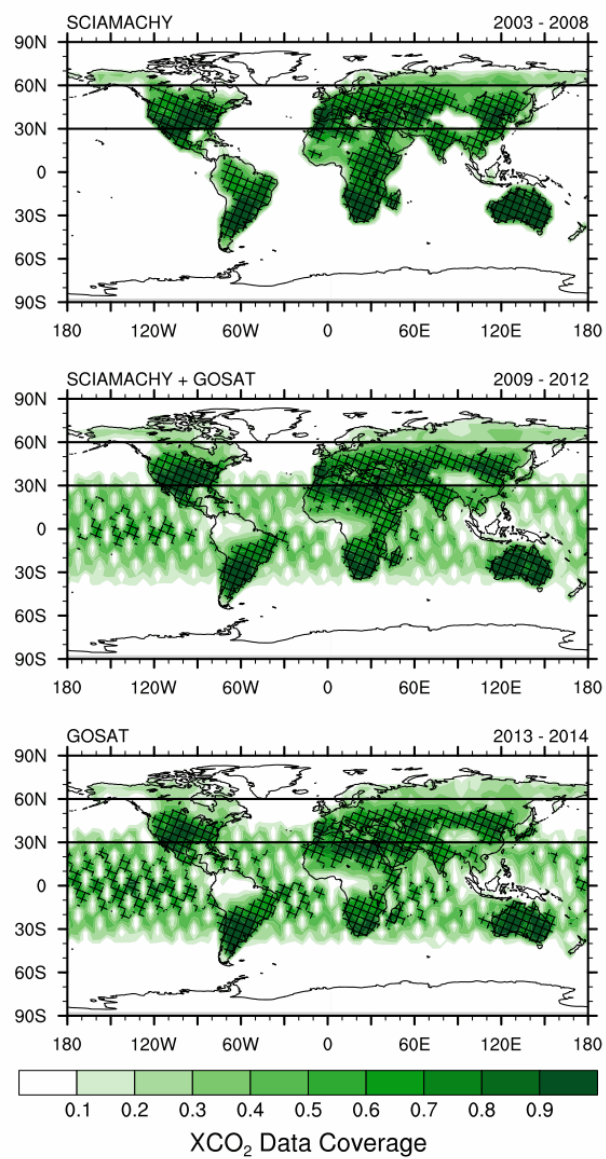 SCIAMACHY 2003 - 2008
90N
60N
30N
0
30S
60S
90S
180 120W 60W 0 60E 120E 180
SCIAMACHY + GOSAT 2009 - 2012
90N
60N
30N
0
30S
60S
90S
180 120W 60W 0 60E 120E 180
GOSAT 2013 - 2014
90N
60N
30N
0
30S
60S
90S
180 120W 60W 0 60E 120E 180
0.1 0.2 0.3 0.4 0.5 0.6 0.7 0.8 0.9
XCO₂ Data Coverage